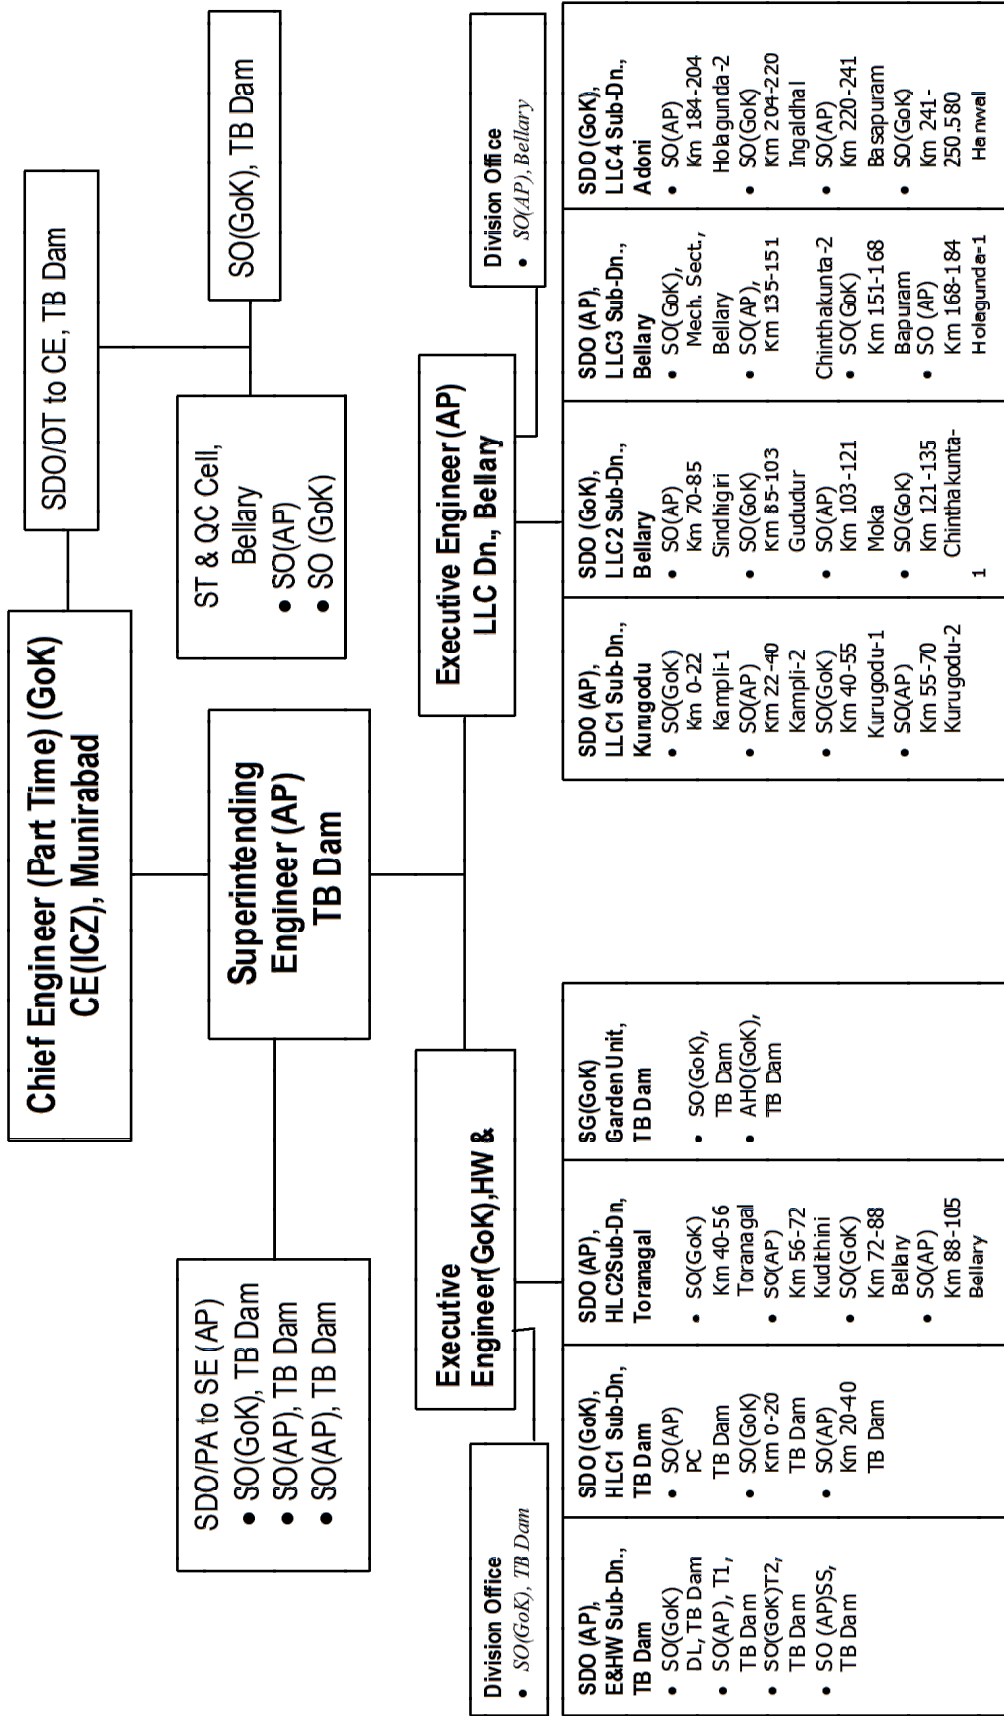 Chief Engineer (Part Time) (GoK)
CE(ICZ), Munirabad
SDO/DT to CE, TB Dam
SO(GoK), TB Dam
ST & QC Cell,
Bellary
• SO(AP)
• SO (GoK)
Superintending
Engineer (AP)
TB Dam
SDO/PA to SE (AP)
• SO(GoK), TB Dam
• SO(AP), TB Dam
• SO(AP), TB Dam
Executive
Engineer(GoK),HW &
Executive Engineer (AP)
LLC Dn., Bellary
Division Office
• SO(GoK), TB Dam
Division Office
• SO(AP), Bellary
SDO (AP),
E&HW Sub-Dn.,
TB Dam
• SO(GoK)
DL, TB Dam
• SO(AP), T1,
TB Dam
• SO(GoK)T2,
TB Dam
• SO (AP)SS,
TB Dam
SDO (GoK),
HLC1 Sub-Dn,
TB Dam
• SO(AP)
PC
TB Dam
• SO(GoK)
Km 0-20
TB Dam
• SO(AP)
Km 20-40
TB Dam
SDO (AP),
HLC2Sub-Dn,
Toranagal
• SO(GoK)
Km 40-56
Toranagal
• SO(AP)
Km 56-72
Kudithini
• SO(GoK)
Km 72-88
Bellary
• SO(AP)
Km 88-105
Bellary
SG(GoK)
Garden Unit,
TB Dam
• SO(GoK),
TB Dam
• AHO(GoK),
TB Dam
SDO (AP),
LLC1 Sub-Dn.,
Kurugodu
• SO(GoK)
Km 0-22
Kampli-1
• SO(AP)
Km 22-40
Kampli-2
• SO(GoK)
Km 40-55
Kurugodu-1
• SO(AP)
Km 55-70
Kurugodu-2
SDO (GoK),
LLC2 Sub-Dn.,
Bellary
• SO(AP)
Km 70-85
Sindhigiri
• SO(GoK)
Km 85-103
Gududur
• SO(AP)
Km 103-121
Moka
• SO(GoK)
Km 121-135
Chinthakunta-
1
SDO (AP),
LLC3 Sub-Dn.,
Bellary
• SO(GoK),
Mech. Sect.,
Bellary
• SO(AP),
Km 135-151
Chinthakunta-2
• SO(GoK)
Km 151-168
Bapuram
• SO (AP)
Km 168-184
Holagunda-1
SDO (GoK),
LLC4 Sub-Dn.,
Adoni
• SO(AP)
Km 184-204
Holagunda-2
• SO(GoK)
Km 204-220
Ingaldhal
• SO(AP)
Km 220-241
Basapuram
• SO(GoK)
Km 241-
250.580
Hanwal